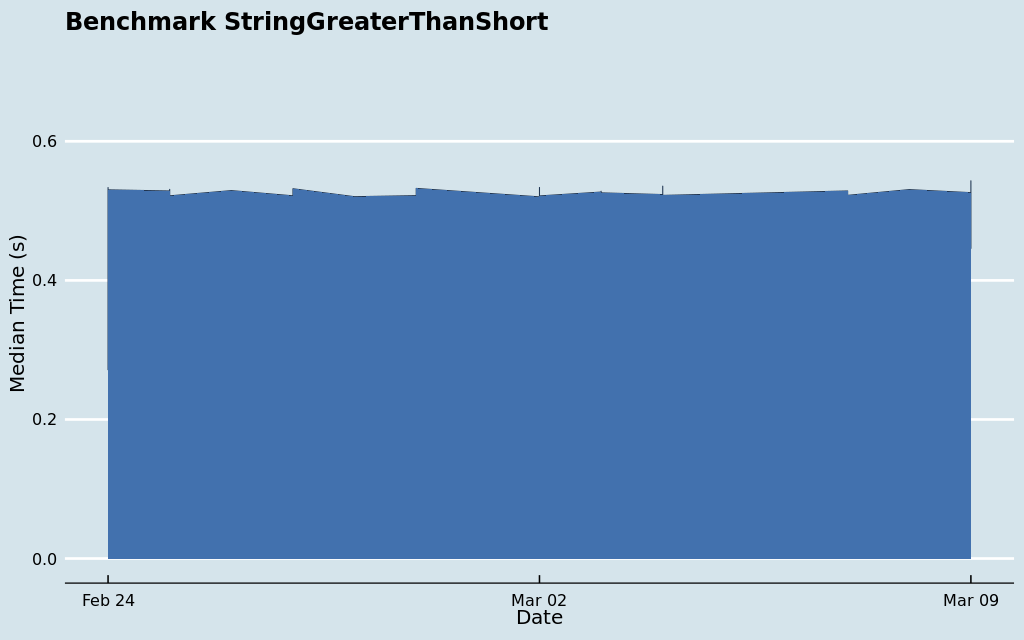 Benchmark StringGreaterThanShort
0.6
0.4
0.2
0.0
Median Time (s)
Feb 24
Mar 02
Mar 09
Date